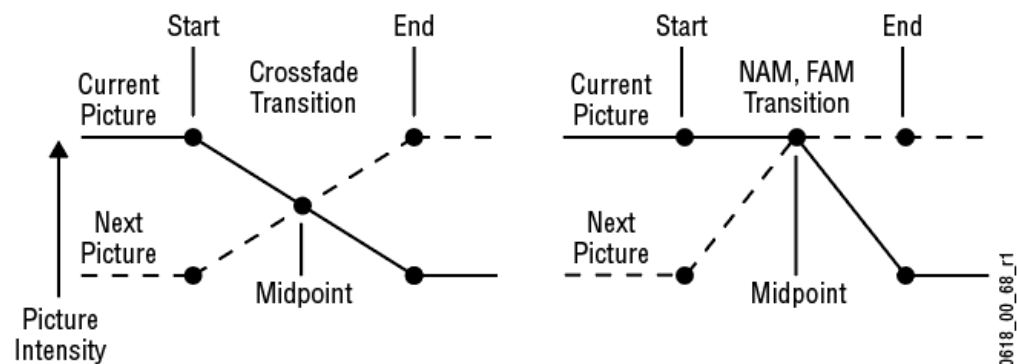 Start
End
Current
Picture
Crossfade
Transition
Next
Picture
Midpoint
Picture
Intensity
Start
End
Current
Picture
NAM, FAM
Transition
Next
Picture
Midpoint
0618_00_68_r1